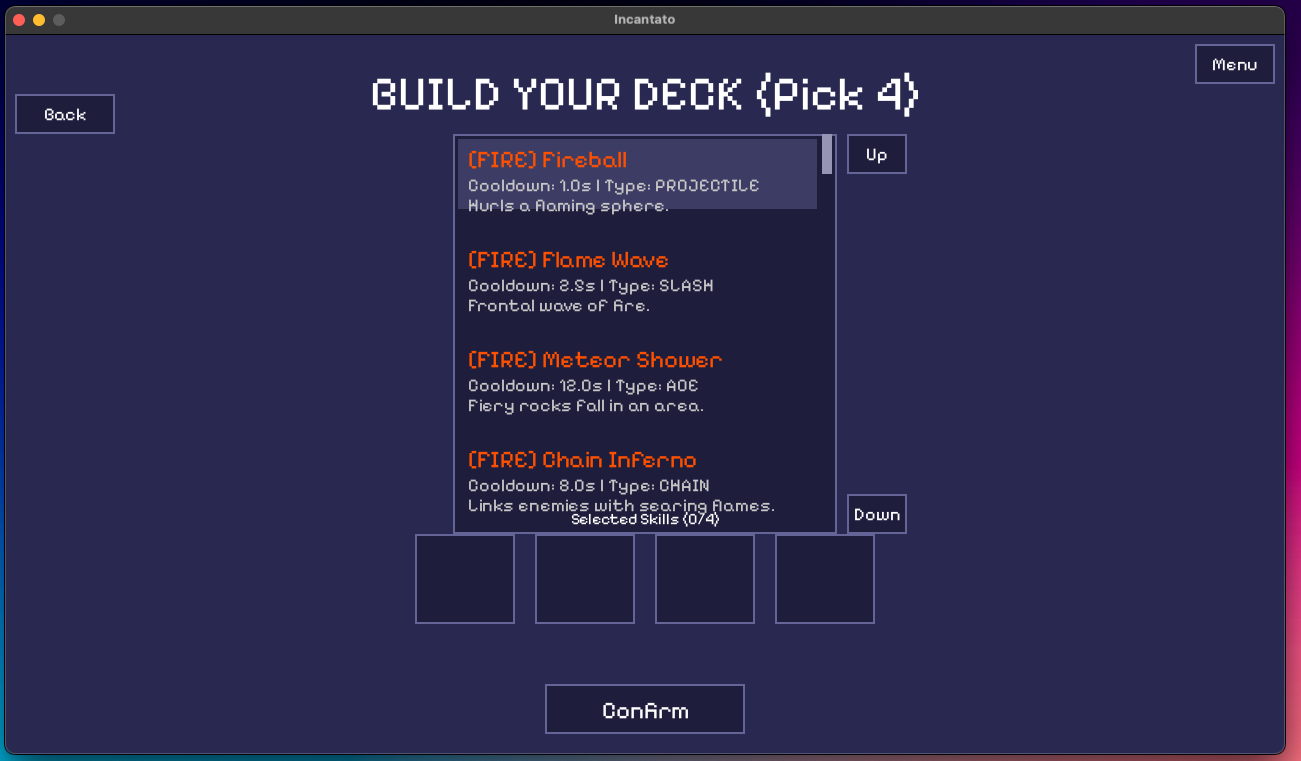 Incantato
Menu
BUILD YOUR DECK (Pick 4)
Back
Up
(FIRE) Fireball
Cooldown: 1.0s | Type: PROJECTILE
Hurls a flaming sphere.
(FIRE) Flame Wave
Cooldown: 2.8s | Type: SLASH
Frontal wave of fire.
(FIRE) Meteor Shower
Cooldown: 12.0s | Type: AOE
Fiery rocks fall in an area.
(FIRE) Chain Inferno
Cooldown: 8.0s | Type: CHAIN
Links enemies with searing flames.
Selected Skills (0/4)
Down
Confirm